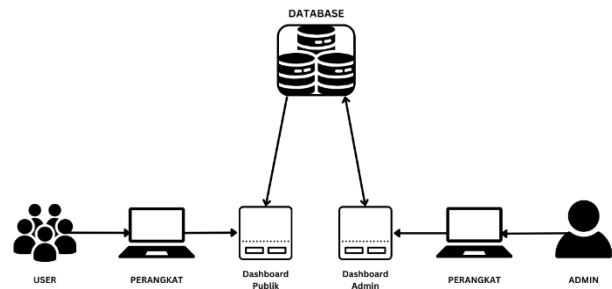 DATABASE
USER
PERANGKAT
Dashboard
Publik
Dashboard
Admin
PERANGKAT
ADMIN